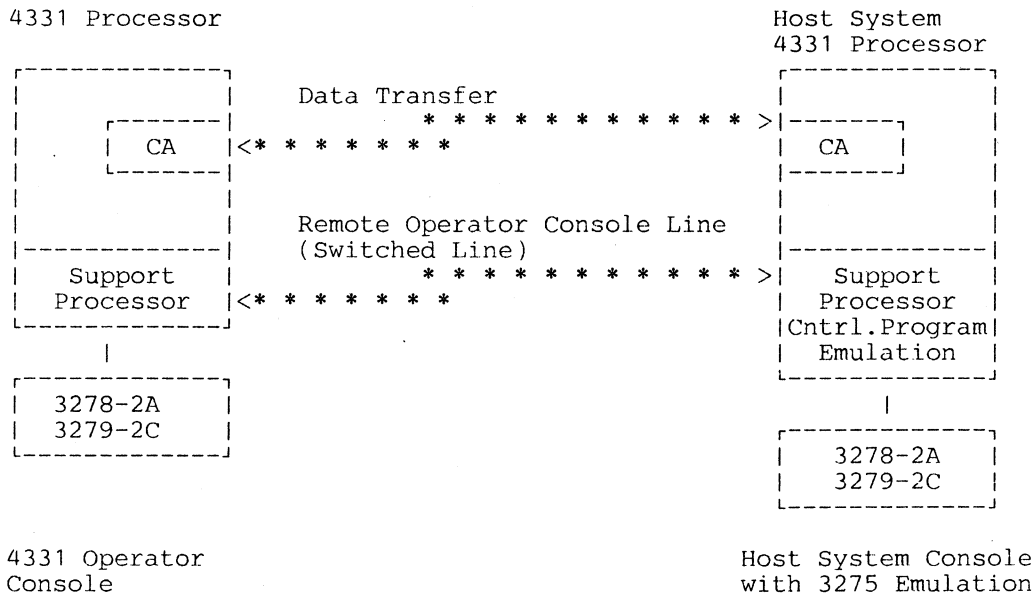 4331 Processor
Host System
4331 Processor
Data Transfer
CA
CA
Remote Operator Console Line
(Switched Line)
Support
Processor
Support
Processor
Cntrl.Program
Emulation
3278-2A
3279-2C
3278-2A
3279-2C
4331 Operator
Console
Host System Console
with 3275 Emulation